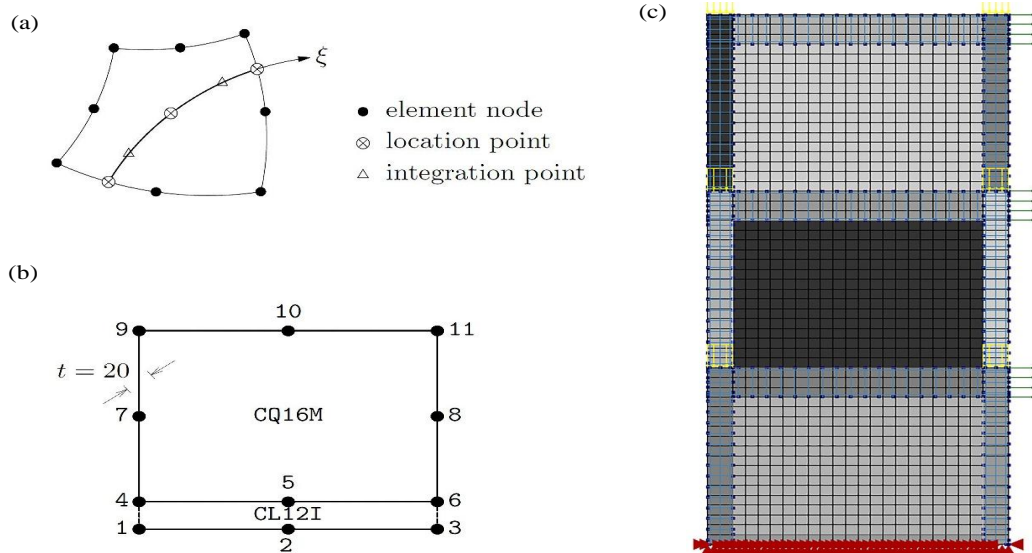 (a)
ξ
element node
location point
integration point
(b)
10
9
11
t = 20
7
CQ16M
8
4
5
6
CL12I
1
2
3
(c)